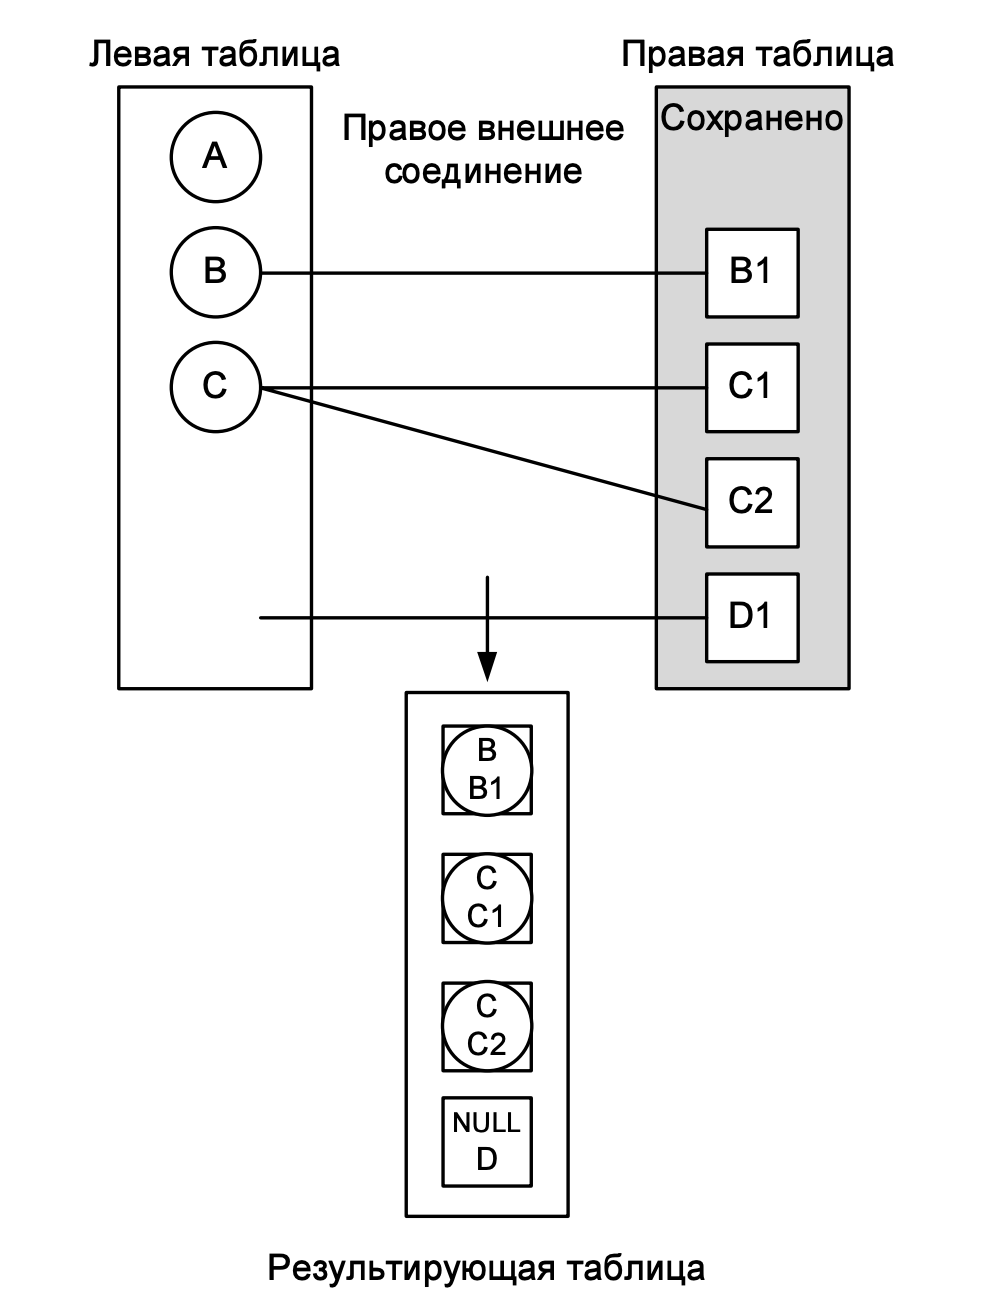 Левая таблица
Правая таблица
Правое внешнее
соединение
Сохранено
A
B
C
B1
C1
C2
D1
B
B1
C
C1
C
C2
NULL
D
Результирующая таблица